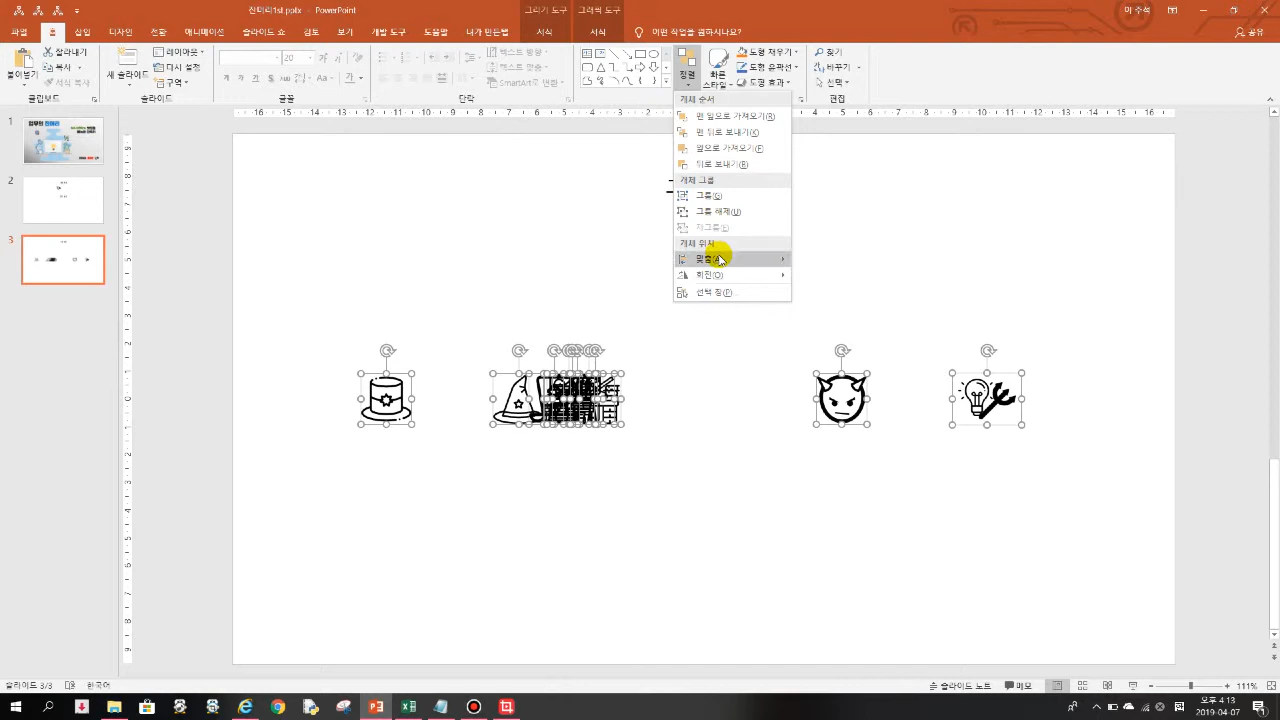 잔머리1st.pptx - PowerPoint
그리기 도구
그래픽 도구
이 수석
파일 홈 삽입 디자인 전환 애니메이션 슬라이드 쇼 검토 보기 개발 도구 도움말 내가 만든탭 서식 서식 어떤 작업을 원하시나요? 공유
잘라내기
복사
서식 복사
붙여넣기
클립보드
새 슬라이드
레이아웃
다시 설정
구역
슬라이드
20
글꼴
텍스트 방향
텍스트 맞춤
SmartArt로 변환
단락
정렬
빠른 스타일
도형 채우기
도형 윤곽선
도형 효과
찾기
바꾸기
선택
편집
개체 순서
맨 앞으로 가져오기(R)
맨 뒤로 보내기(K)
앞으로 가져오기(F)
뒤로 보내기(B)
개체 그룹
그룹(G)
그룹 해제(U)
재그룹(E)
개체 위치
맞춤(A)
회전(O)
선택 창(P)...
2
3
슬라이드 3/3
한국어
슬라이드 노트
메모
111%
오후 4:13
2019-04-07